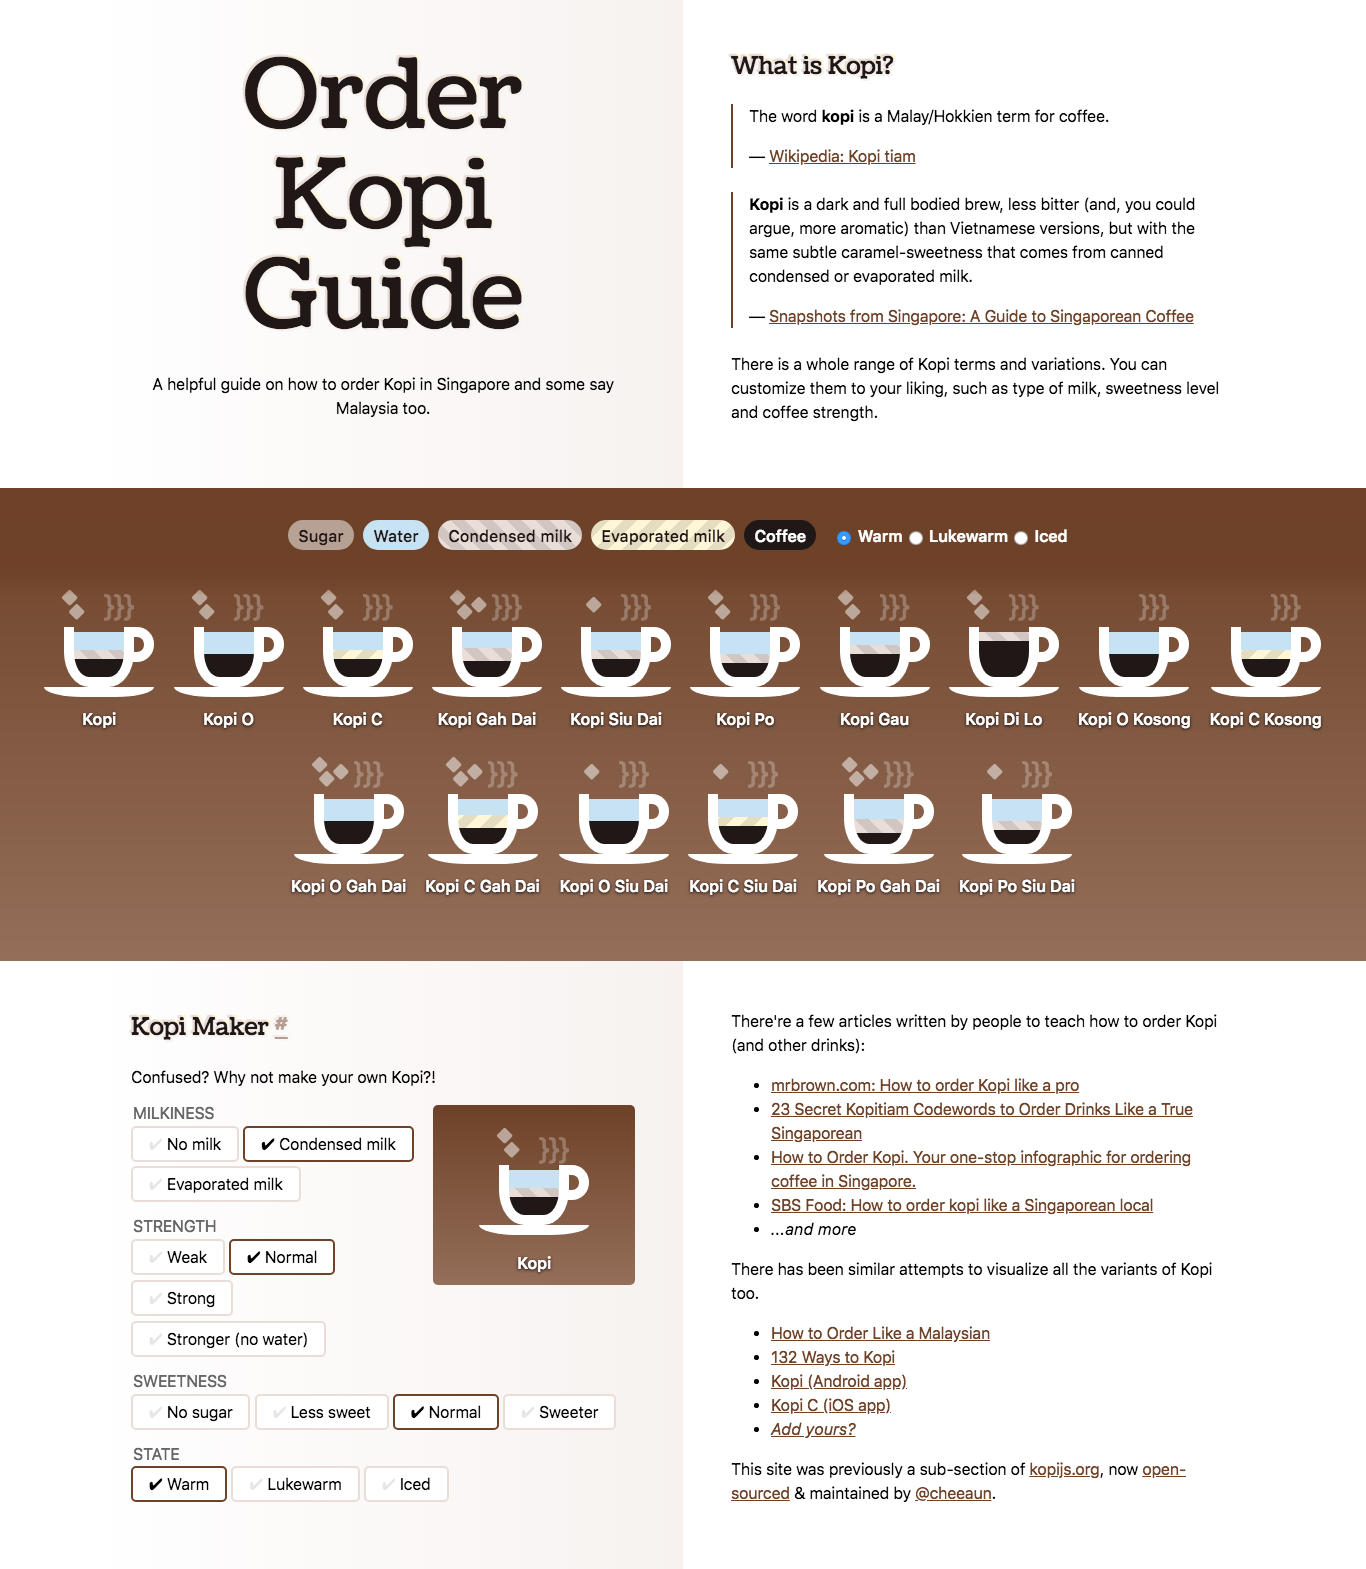 Order
Kopi
Guide
A helpful guide on how to order Kopi in Singapore and some say
Malaysia too.
What is Kopi?
The word kopi is a Malay/Hokkien term for coffee.
— Wikipedia: Kopi tiam
Kopi is a dark and full bodied brew, less bitter (and, you could
argue, more aromatic) than Vietnamese versions, but with the
same subtle caramel-sweetness that comes from canned
condensed or evaporated milk.
— Snapshots from Singapore: A Guide to Singaporean Coffee
There is a whole range of Kopi terms and variations. You can
customize them to your liking, such as type of milk, sweetness level
and coffee strength.
Sugar Water Condensed milk Evaporated milk Coffee Warm Lukewarm Iced
Kopi Kopi O Kopi C Kopi Gah Dai Kopi Siu Dai Kopi Po Kopi Gau Kopi Di Lo Kopi O Kosong Kopi C Kosong
Kopi O Gah Dai Kopi C Gah Dai Kopi O Siu Dai Kopi C Siu Dai Kopi Po Gah Dai Kopi Po Siu Dai
Kopi Maker #
Confused? Why not make your own Kopi?!
MILKINESS
✔ No milk ✔ Condensed milk
✔ Evaporated milk
STRENGTH
✔ Weak ✔ Normal
✔ Strong
✔ Stronger (no water)
Kopi
SWEETNESS
✔ No sugar ✔ Less sweet ✔ Normal ✔ Sweeter
STATE
✔ Warm ✔ Lukewarm ✔ Iced
There're a few articles written by people to teach how to order Kopi
(and other drinks):
• mrbrown.com: How to order Kopi like a pro
• 23 Secret Kopitiam Codewords to Order Drinks Like a True
Singaporean
• How to Order Kopi. Your one-stop infographic for ordering
coffee in Singapore.
• SBS Food: How to order kopi like a Singaporean local
• ...and more
There has been similar attempts to visualize all the variants of Kopi
too.
• How to Order Like a Malaysian
• 132 Ways to Kopi
• Kopi (Android app)
• Kopi C (iOS app)
• Add yours?
This site was previously a sub-section of kopijs.org, now open-
sourced & maintained by @cheeaun.